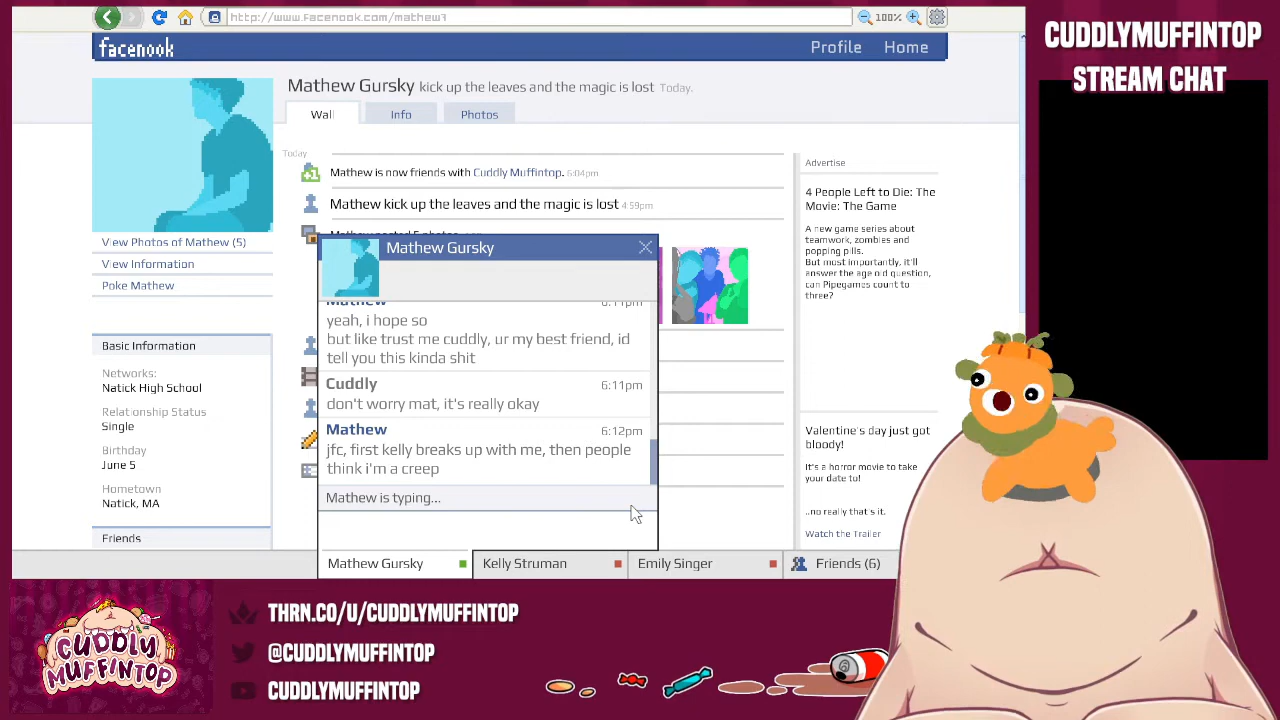 http://www.Facenook.com/mathew7
100%
facenook
Profile
Home
Mathew Gursky kick up the leaves and the magic is lost Today.
Wall
Info
Photos
Today
Mathew is now friends with Cuddly Muffintop. 6:04pm
Mathew kick up the leaves and the magic is lost 4:59pm
View Photos of Mathew (5)
View Information
Poke Mathew
Basic Information
Networks:
Natick High School
Relationship Status
Single
Birthday
June 5
Hometown
Natick, MA
Friends
Mathew Gursky
Mathew 6:11pm
yeah, i hope so
but like trust me cuddly, ur my best friend, id
tell you this kinda shit
Cuddly 6:11pm
don't worry mat, it's really okay
Mathew 6:12pm
jfc, first kelly breaks up with me, then people
think i'm a creep
Mathew is typing...
Mathew Gursky
Kelly Struman
Emily Singer
Friends (6)
Advertise
4 People Left to Die: The
Movie: The Game
A new game series about
teamwork, zombies and
popping pills.
But most importantly, it'll
answer the age old question,
can Pipegames count to
three?
Valentine's day just got
bloody!
It's a horror movie to take
your date to!
..no really that's it.
Watch the Trailer
CUDDLYMUFFINTOP
STREAM CHAT
CUDDLY
MUFFINTOP
THRN.CO/U/CUDDLYMUFFINTOP
@CUDDLYMUFFINTOP
CUDDLYMUFFINTOP